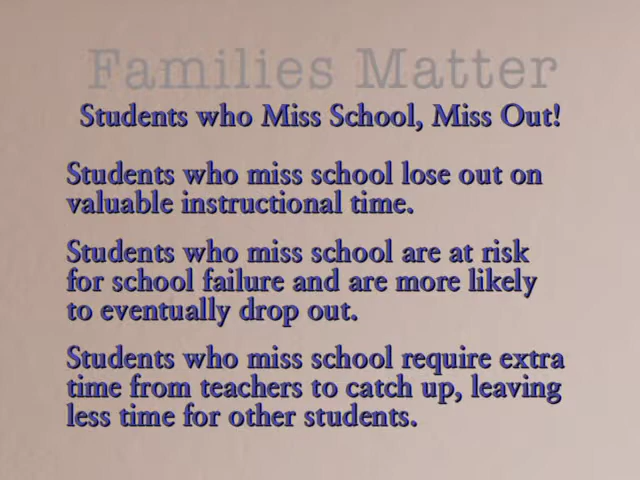 Families Matter
Students who Miss School, Miss Out!
Students who miss school lose out on
valuable instructional time.
Students who miss school are at risk
for school failure and are more likely
to eventually drop out.
Students who miss school require extra
time from teachers to catch up, leaving
less time for other students.